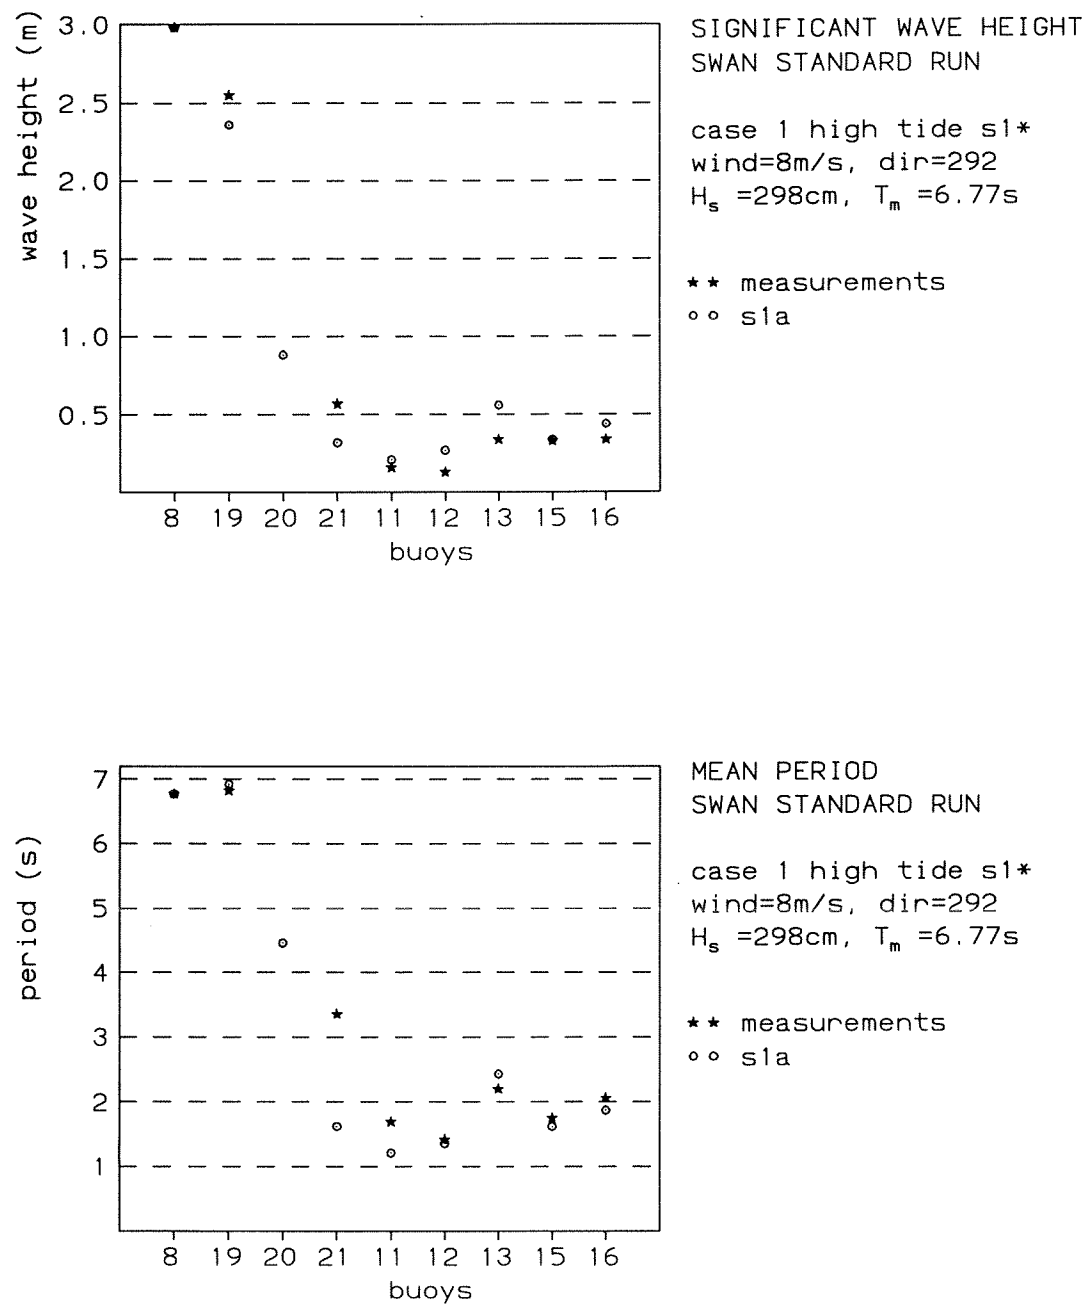 SIGNIFICANT WAVE HEIGHT
SWAN STANDARD RUN
case 1 high tide s1*
wind=8m/s, dir=292
Hs =298cm, Tm =6.77s
★ ★ measurements
○ ○ s1a
wave height (m)
3.0
2.5
2.0
1.5
1.0
0.5
8 19 20 21 11 12 13 15 16
buoys
MEAN PERIOD
SWAN STANDARD RUN
case 1 high tide s1*
wind=8m/s, dir=292
Hs =298cm, Tm =6.77s
★ ★ measurements
○ ○ s1a
period (s)
7
6
5
4
3
2
1
8 19 20 21 11 12 13 15 16
buoys